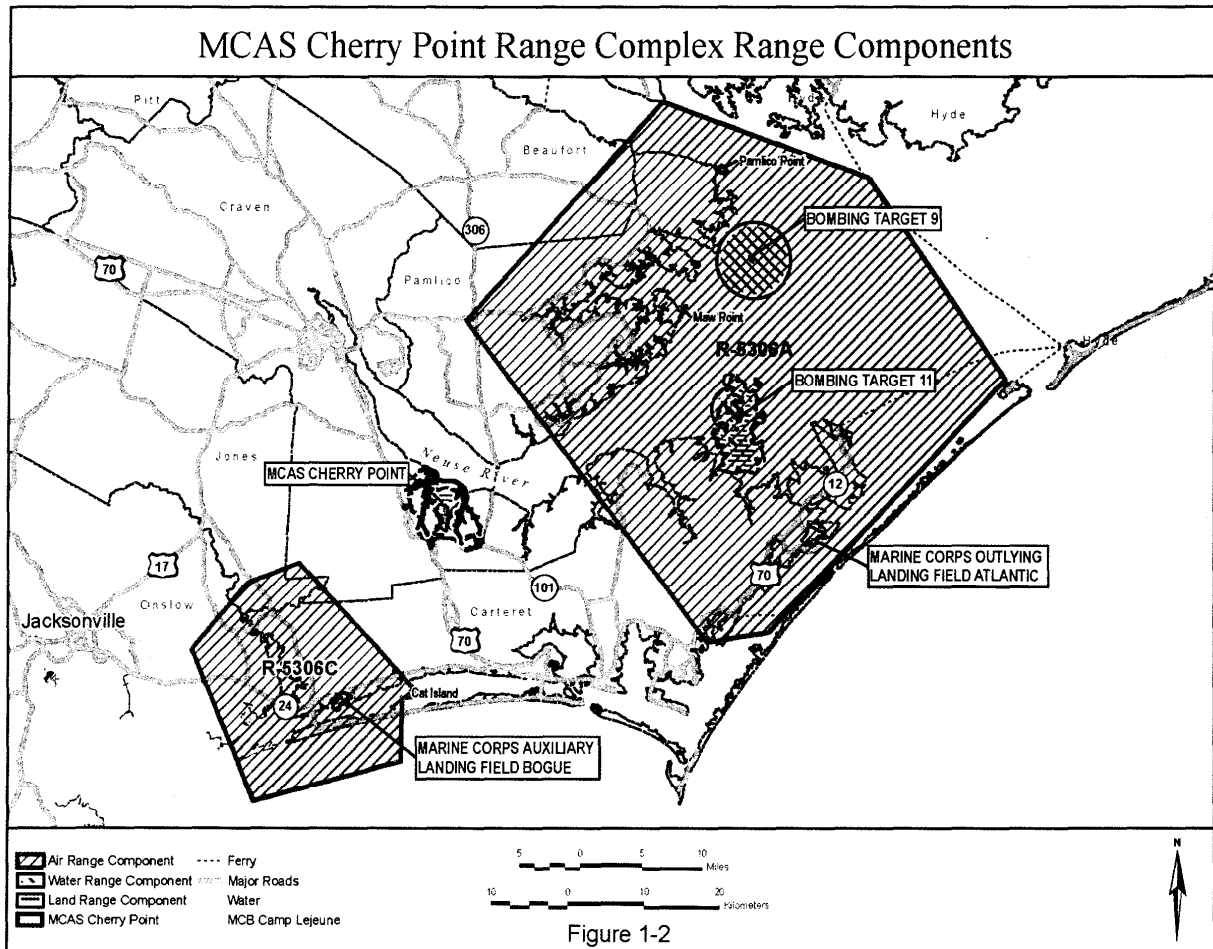 MCAS Cherry Point Range Complex Range Components
Pitt
Hyde
Hyde
Beaufort
Pamlico Point
Craven
BOMBING TARGET 9
306
70
Pamlico
Maw Point
Hyde
R-5306A
BOMBING TARGET 11
Jones
Neuse River
MCAS CHERRY POINT
12
MARINE CORPS OUTLYING
LANDING FIELD ATLANTIC
17
70
101
Onslow
Carteret
Jacksonville
70
R-5306C
Cat Island
24
MARINE CORPS AUXILIARY
LANDING FIELD BOGUE
Air Range Component
Water Range Component
Land Range Component
MCAS Cherry Point
Ferry
Major Roads
Water
MCB Camp Lejeune
5 0 5 10
Miles
10 0 10 20
Kilometers
N
Figure 1-2